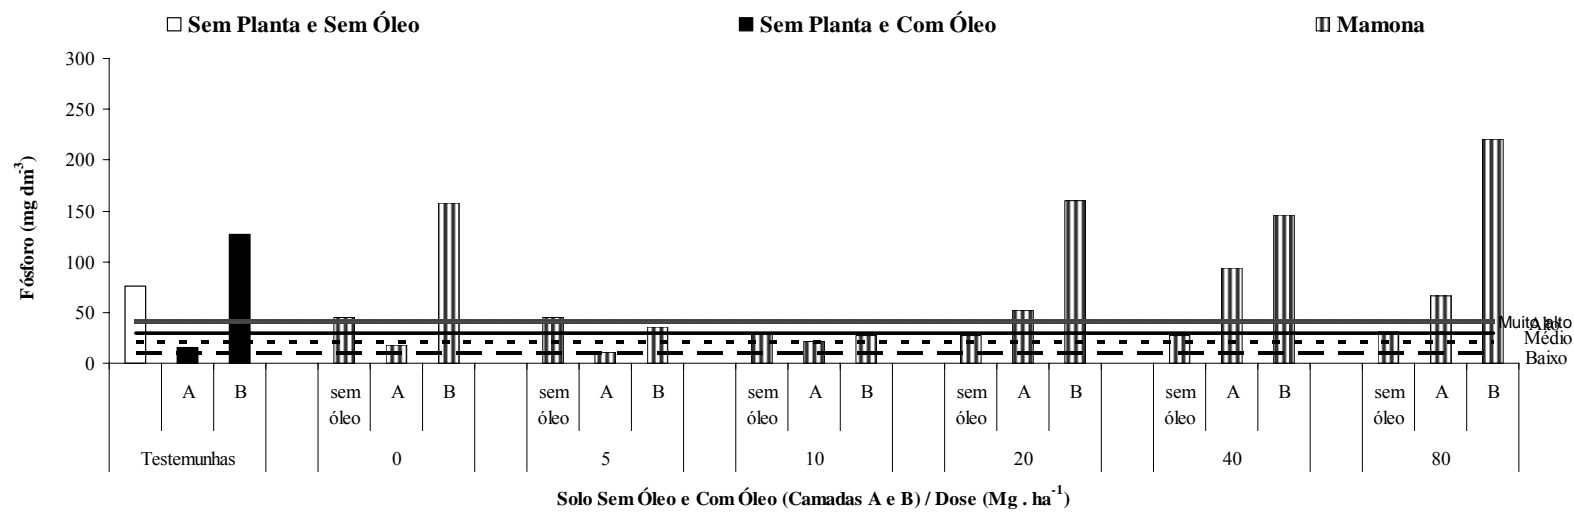 Sem Planta e Sem Óleo Sem Planta e Com Óleo Mamona
300
250
200
150
100
50
0
Fósforo (mg dm-3)
Muito alto
Alto
Médio
Baixo
A B sem óleo A B sem óleo A B sem óleo A B sem óleo A B sem óleo A B sem óleo A B
Testemunhas 0 5 10 20 40 80
Solo Sem Óleo e Com Óleo (Camadas A e B) / Dose (Mg . ha-1)